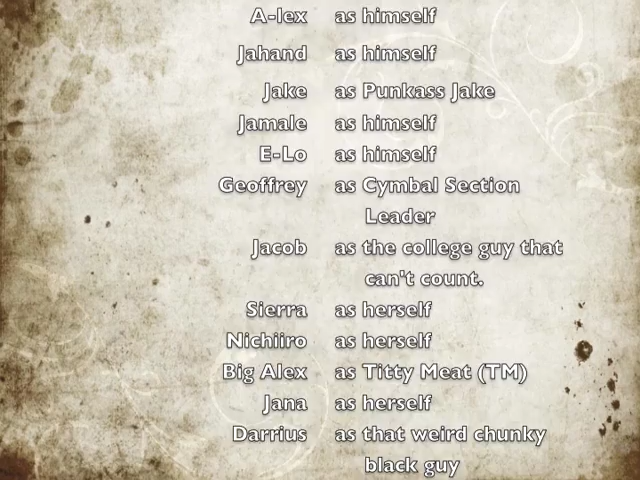 A-lex as himself
Jahand as himself
Jake as Punkass Jake
Jamale as himself
E-Lo as himself
Geoffrey as Cymbal Section
Leader
Jacob as the college guy that
can't count.
Sierra as herself
Nichiiro as herself
Big Alex as Titty Meat (TM)
Jana as herself
Darrius as that weird chunky
black guy